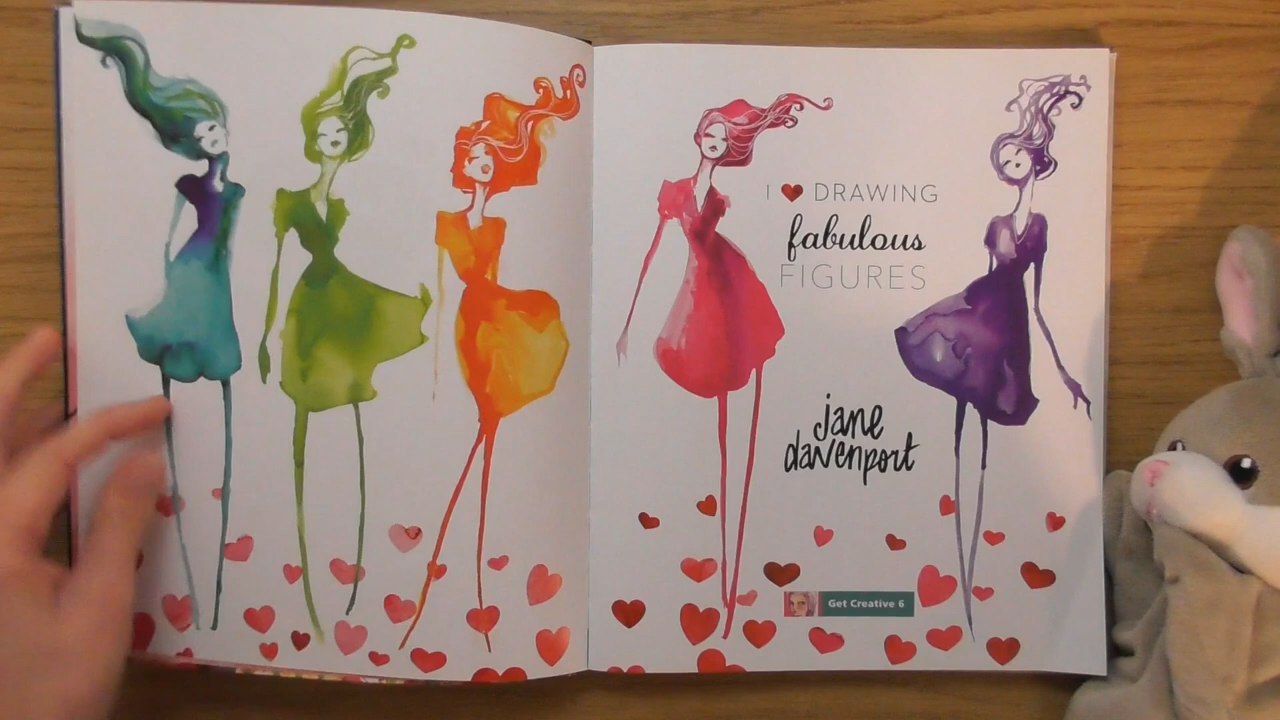 I ♥ DRAWING
fabulous
FIGURES
jane
davenport
Get Creative 6